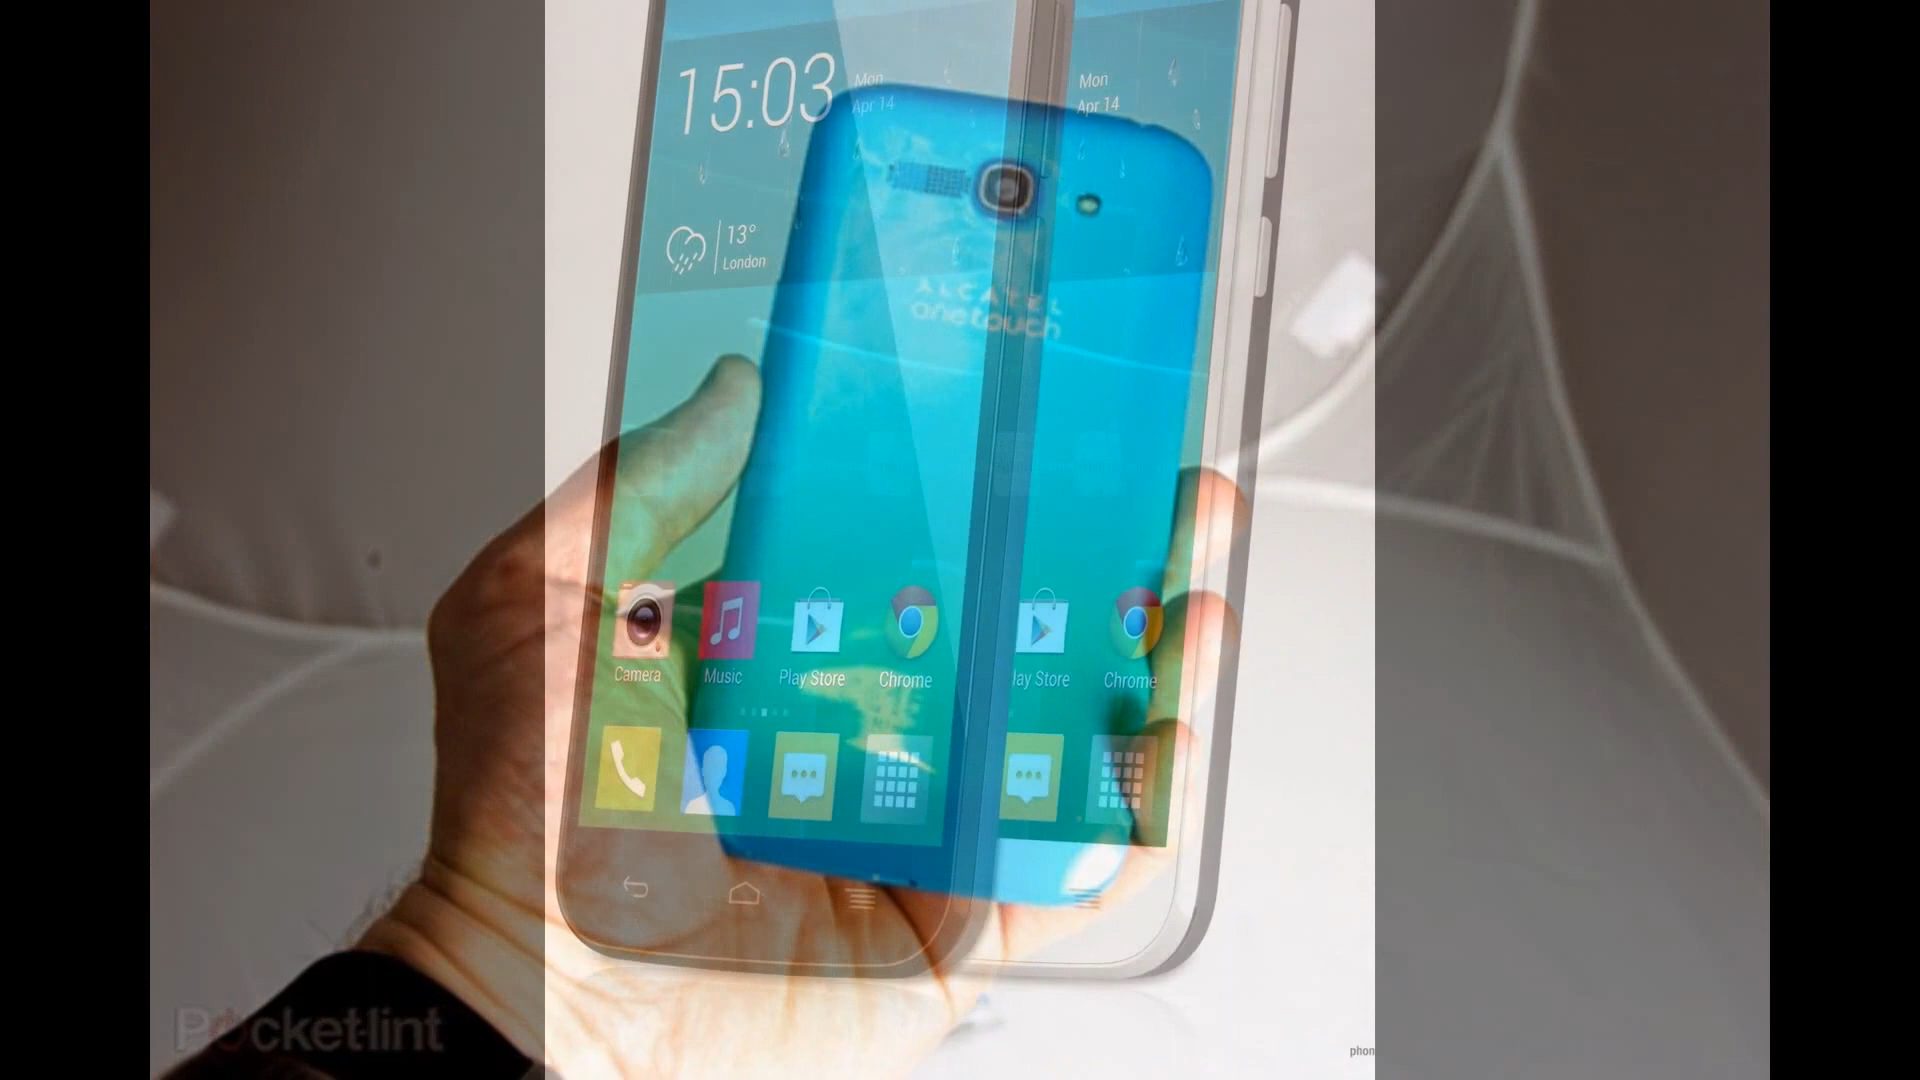 15:03
Mon
Apr 14
Mon
Apr 14
13°
London
ALCATEL
onetouch
Camera
Music
Play Store
Chrome
lay Store
Chrome
Pocket-lint
phon